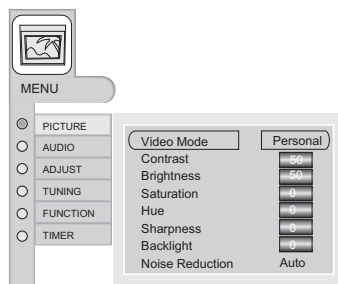 MENU
PICTURE
AUDIO
ADJUST
TUNING
FUNCTION
TIMER
Video Mode Personal
Contrast 50
Brightness 50
Saturation 0
Hue 0
Sharpness 0
Backlight 0
Noise Reduction Auto